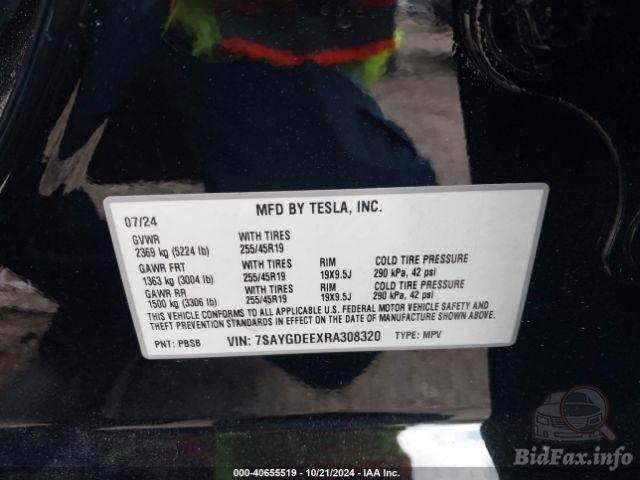 MFD BY TESLA, INC.
07/24
GVWR WITH TIRES
2369 kg (5224 lb) 255/45R19
GAWR FRT WITH TIRES RIM COLD TIRE PRESSURE
1363 kg (3004 lb) 255/45R19 19X9.5J 290 kPa, 42 psi
GAWR RR WITH TIRES RIM COLD TIRE PRESSURE
1500 kg (3306 lb) 255/45R19 19X9.5J 290 kPa, 42 psi
THIS VEHICLE CONFORMS TO ALL APPLICABLE U.S. FEDERAL MOTOR VEHICLE SAFETY AND
THEFT PREVENTION STANDARDS IN EFFECT ON THE DATE OF MANUFACTURE SHOWN ABOVE.
PNT: PBSB VIN: 7SAYGDEEXRA308320 TYPE: MPV
BidFax.info
000-40655519 - 10/21/2024 - IAA Inc.